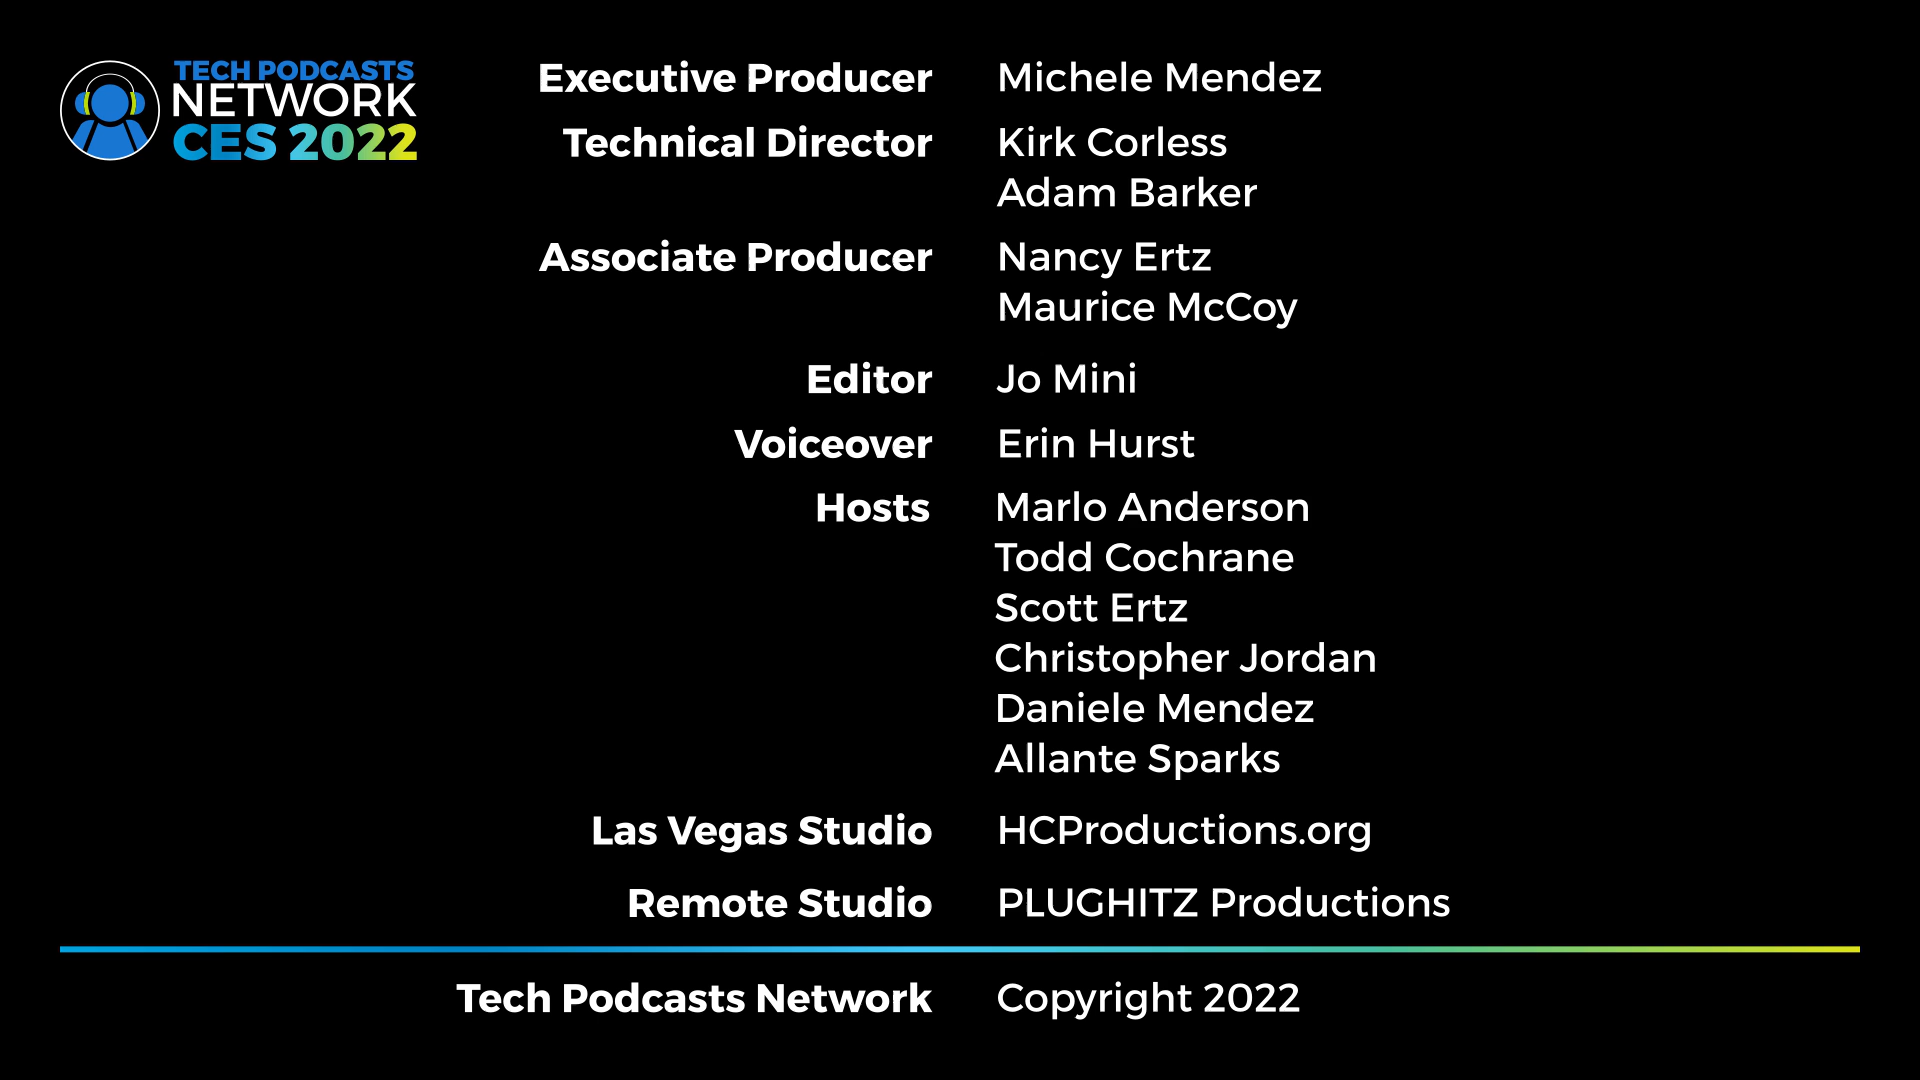 TECH PODCASTS
NETWORK
CES 2022
Executive Producer Michele Mendez
Technical Director Kirk Corless
Adam Barker
Associate Producer Nancy Ertz
Maurice McCoy
Editor Jo Mini
Voiceover Erin Hurst
Hosts Marlo Anderson
Todd Cochrane
Scott Ertz
Christopher Jordan
Daniele Mendez
Allante Sparks
Las Vegas Studio HCProductions.org
Remote Studio PLUGHITZ Productions
Tech Podcasts Network Copyright 2022